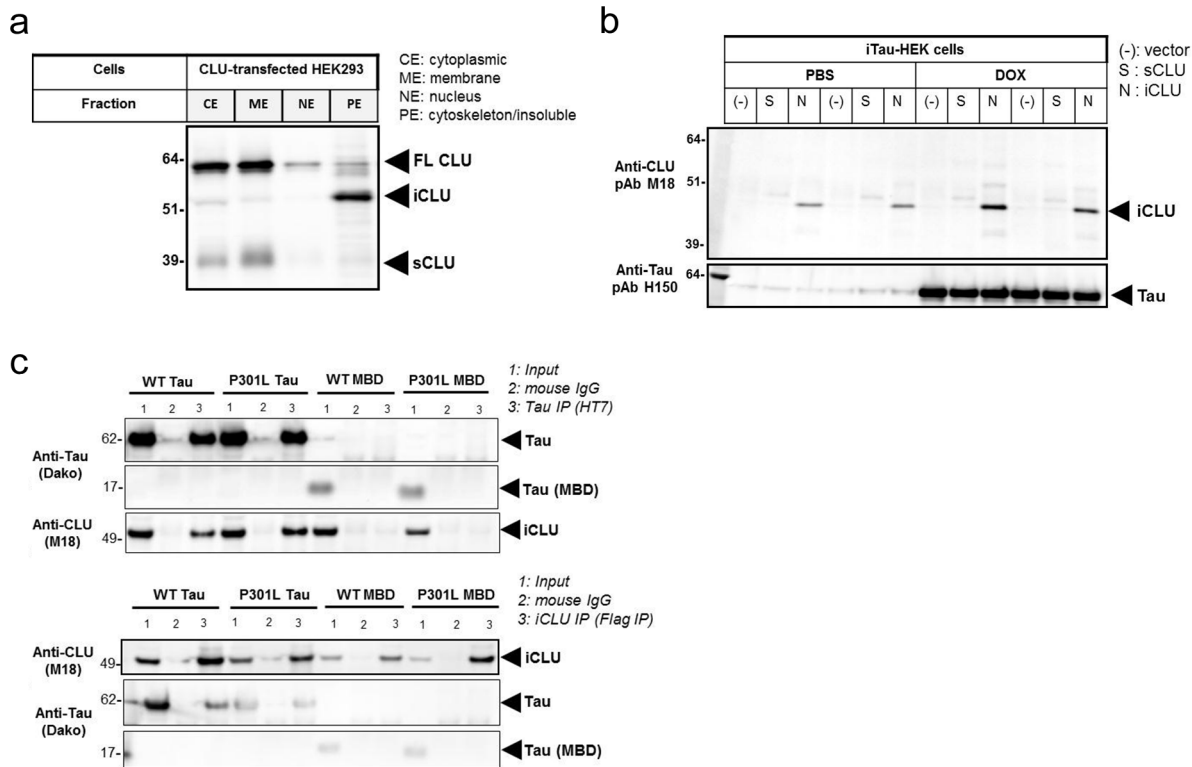 a
Cells CLU-transfected HEK293
Fraction CE ME NE PE
CE: cytoplasmic
ME: membrane
NE: nucleus
PE: cytoskeleton/insoluble
64-
51-
39-
FL CLU
iCLU
sCLU
b
iTau-HEK cells
PBS DOX
(-) S N (-) S N (-) S N (-) S N
(-): vector
S : sCLU
N : iCLU
Anti-CLU
pAb M18
64-
51-
39-
iCLU
Anti-Tau
pAb H150
64-
Tau
c
WT Tau P301L Tau WT MBD P301L MBD
1 2 3 1 2 3 1 2 3 1 2 3
1: Input
2: mouse IgG
3: Tau IP (HT7)
Anti-Tau
(Dako)
62-
Tau
17-
Tau (MBD)
Anti-CLU
(M18)
49-
iCLU
WT Tau P301L Tau WT MBD P301L MBD
1 2 3 1 2 3 1 2 3 1 2 3
1: Input
2: mouse IgG
3: iCLU IP (Flag IP)
Anti-CLU
(M18)
49-
iCLU
Anti-Tau
(Dako)
62-
Tau
17-
Tau (MBD)